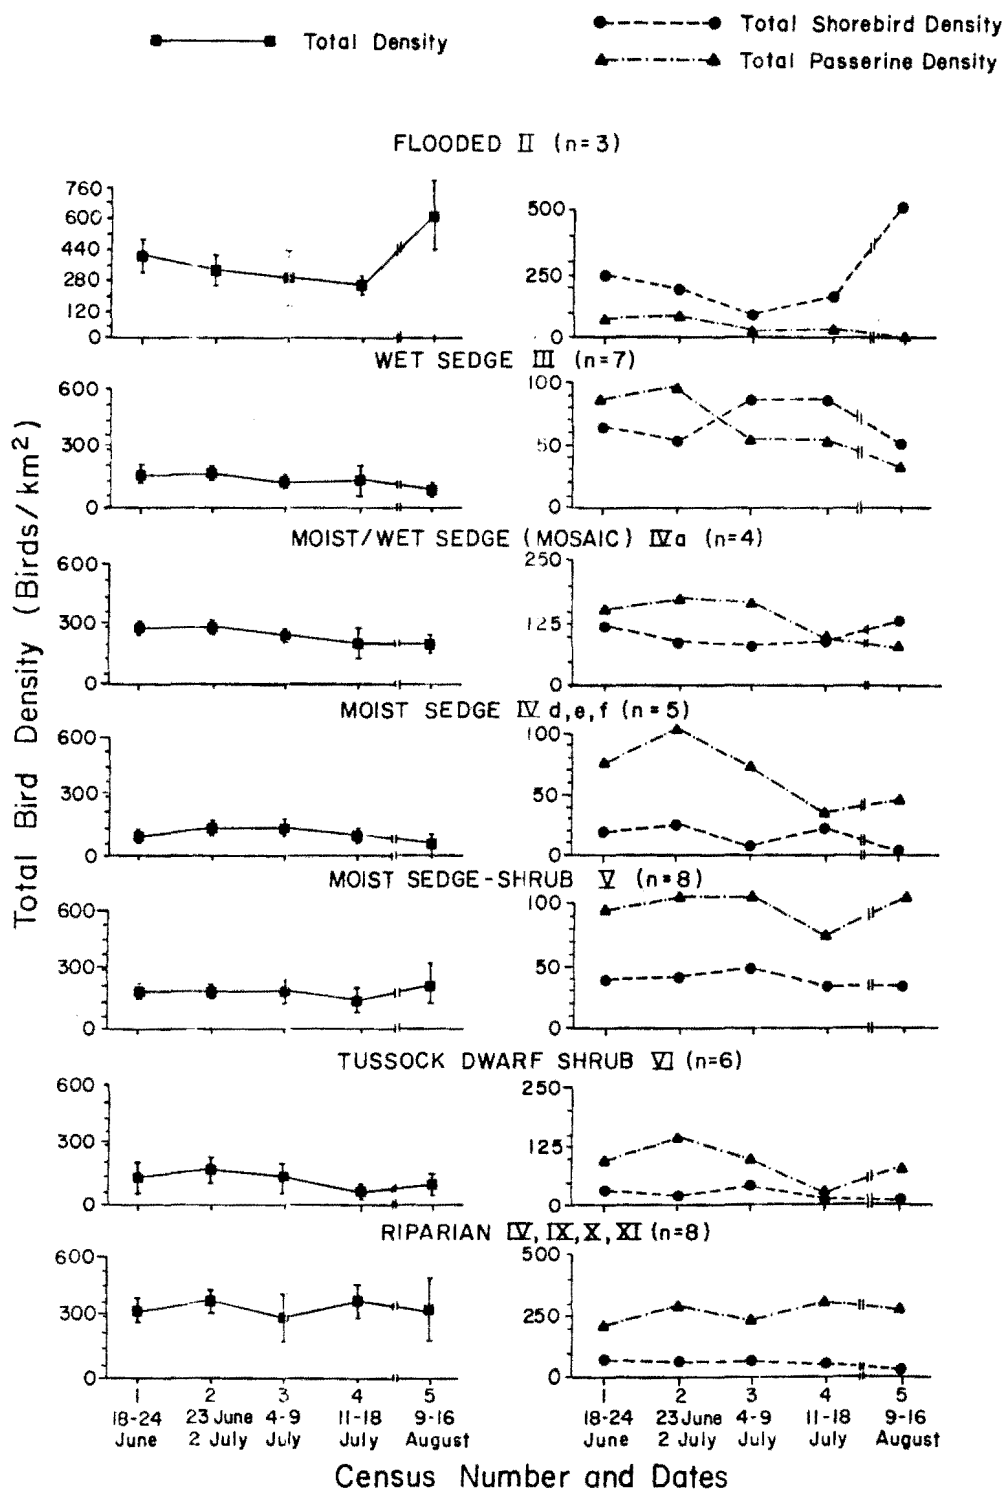 Total Density
Total Shorebird Density
Total Passerine Density
FLOODED II (n=3)
760
600
440
280
120
0
500
250
0
WET SEDGE III (n=7)
600
300
0
100
50
0
MOIST/WET SEDGE (MOSAIC) IVa (n=4)
600
300
0
250
125
0
MOIST SEDGE IV d,e,f (n=5)
600
300
0
100
50
0
MOIST SEDGE-SHRUB V (n=8)
600
300
0
100
50
0
TUSSOCK DWARF SHRUB VI (n=6)
600
300
0
250
125
0
RIPARIAN IV, IX, X, XI (n=8)
600
300
0
500
250
0
Total Bird Density (Birds/km²)
1 2 3 4 5
18-24 23 June 4-9 11-18 9-16
June 2 July July July August
1 2 3 4 5
18-24 23 June 4-9 11-18 9-16
June 2 July July July August
Census Number and Dates